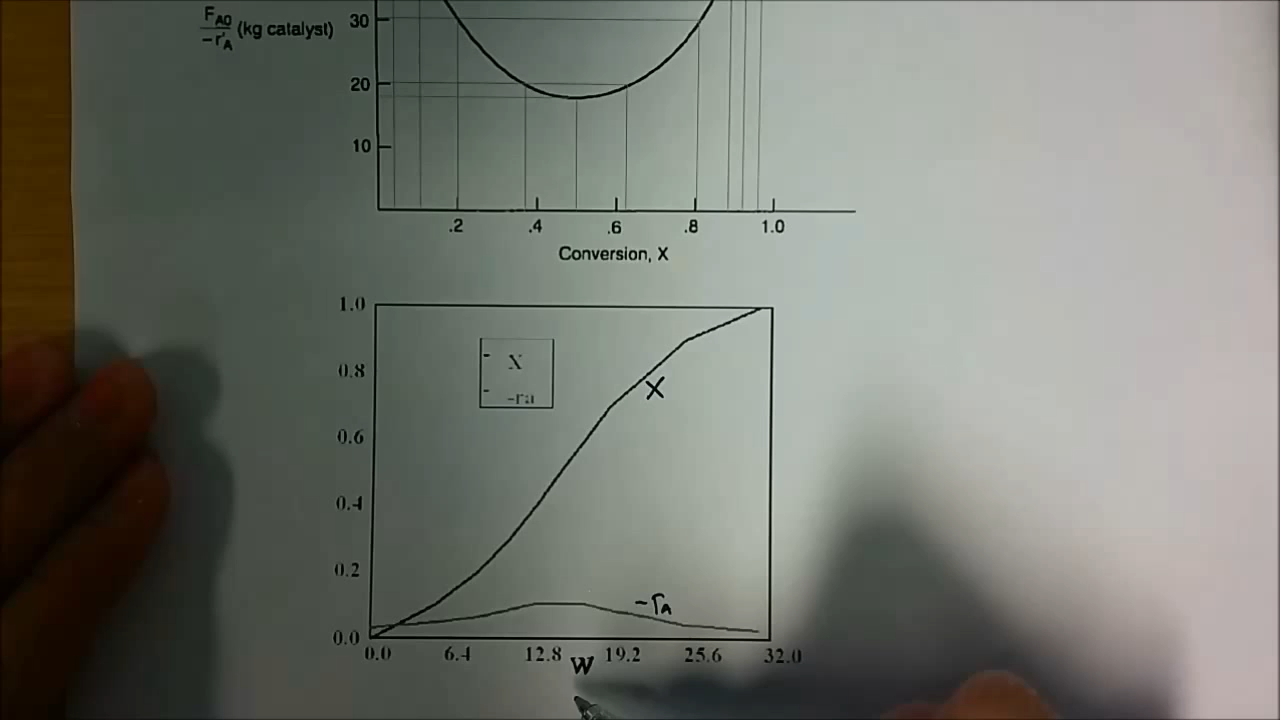 F_A0
-r'_A (kg catalyst)
30
20
10
.2 .4 .6 .8 1.0
Conversion, X
1.0
0.8
0.6
0.4
0.2
0.0
X
-ra
X
-rA
0.0 6.4 12.8 19.2 25.6 32.0
W